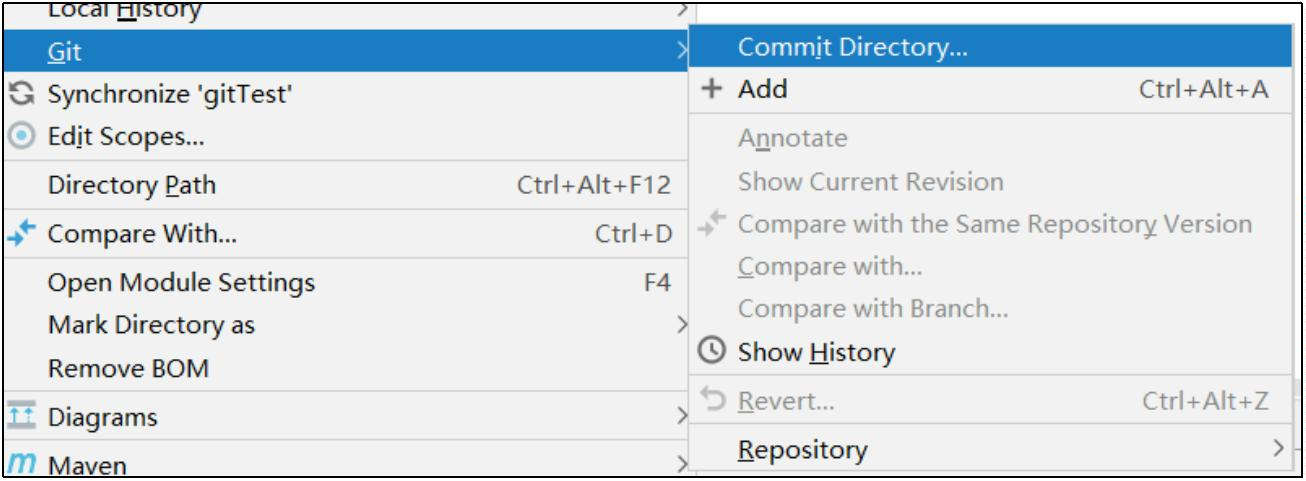 Local History
Git
Synchronize 'gitTest'
Edit Scopes...
Directory Path Ctrl+Alt+F12
Compare With... Ctrl+D
Open Module Settings F4
Mark Directory as
Remove BOM
Diagrams
Maven
Commit Directory...
Add Ctrl+Alt+A
Annotate
Show Current Revision
Compare with the Same Repository Version
Compare with...
Compare with Branch...
Show History
Revert... Ctrl+Alt+Z
Repository